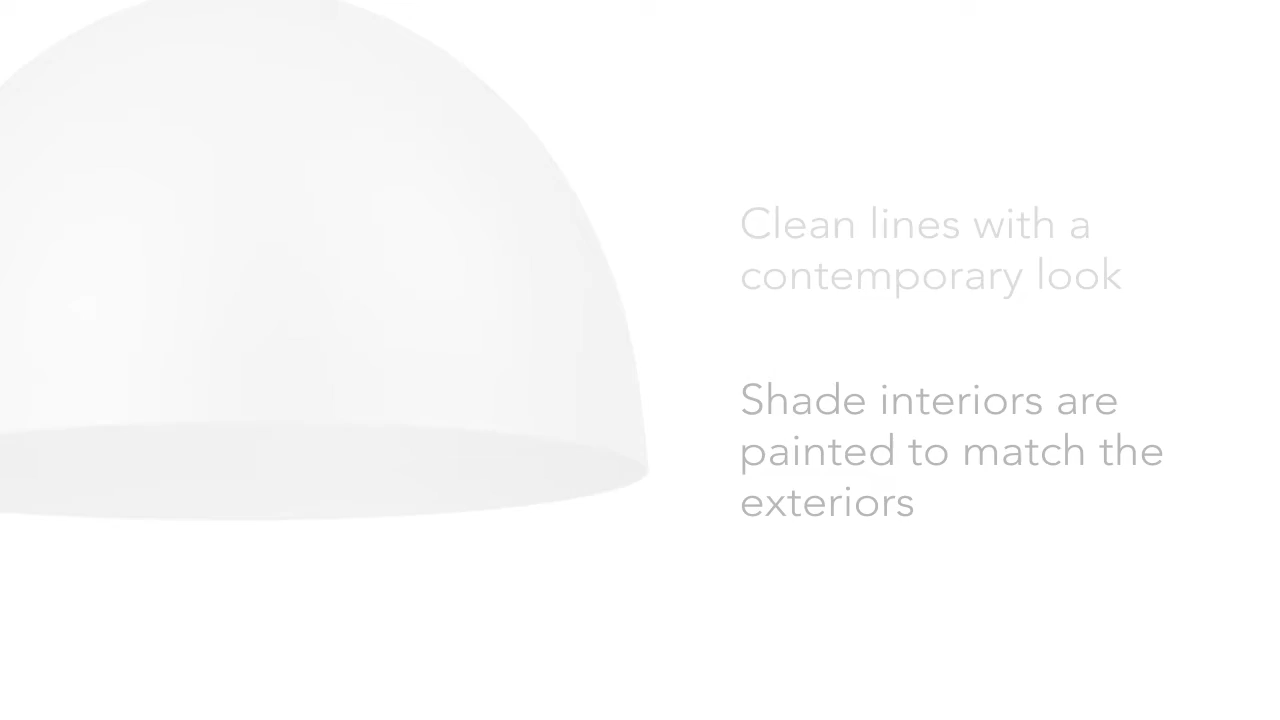 Clean lines with a
contemporary look
Shade interiors are
painted to match the
exteriors